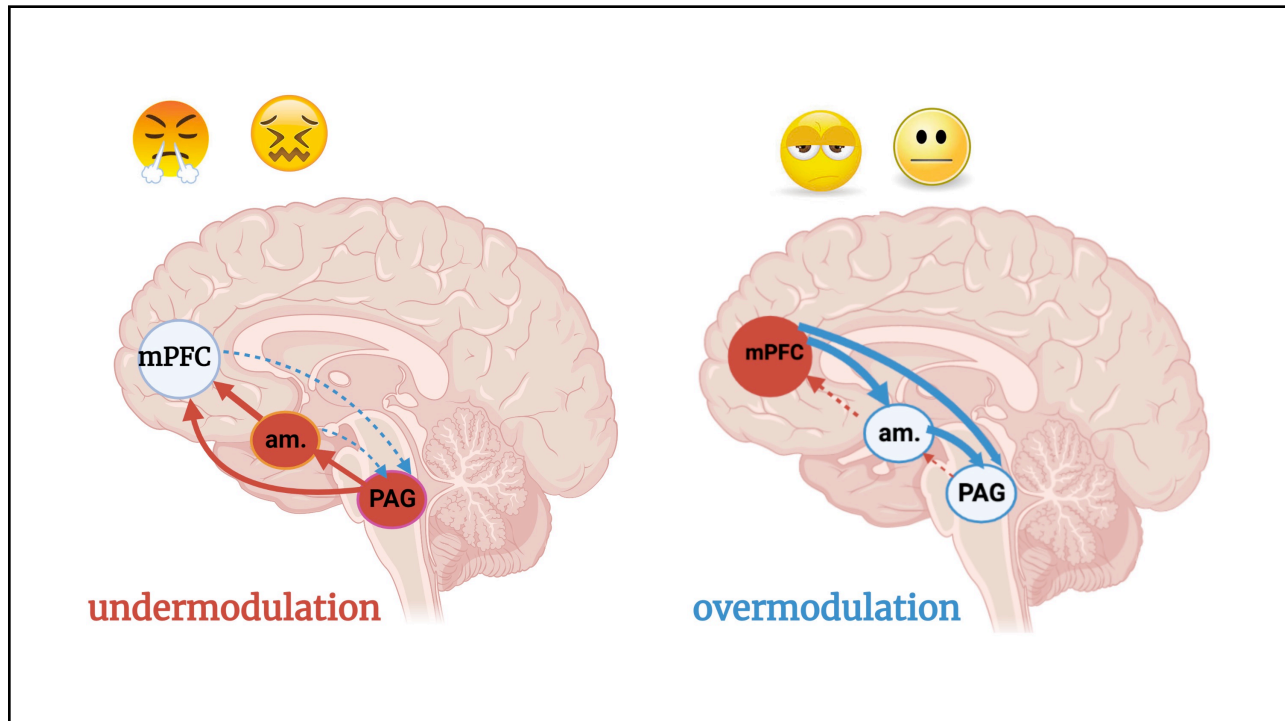 mPFC
am.
PAG
undermodulation
mPFC
am.
PAG
overmodulation